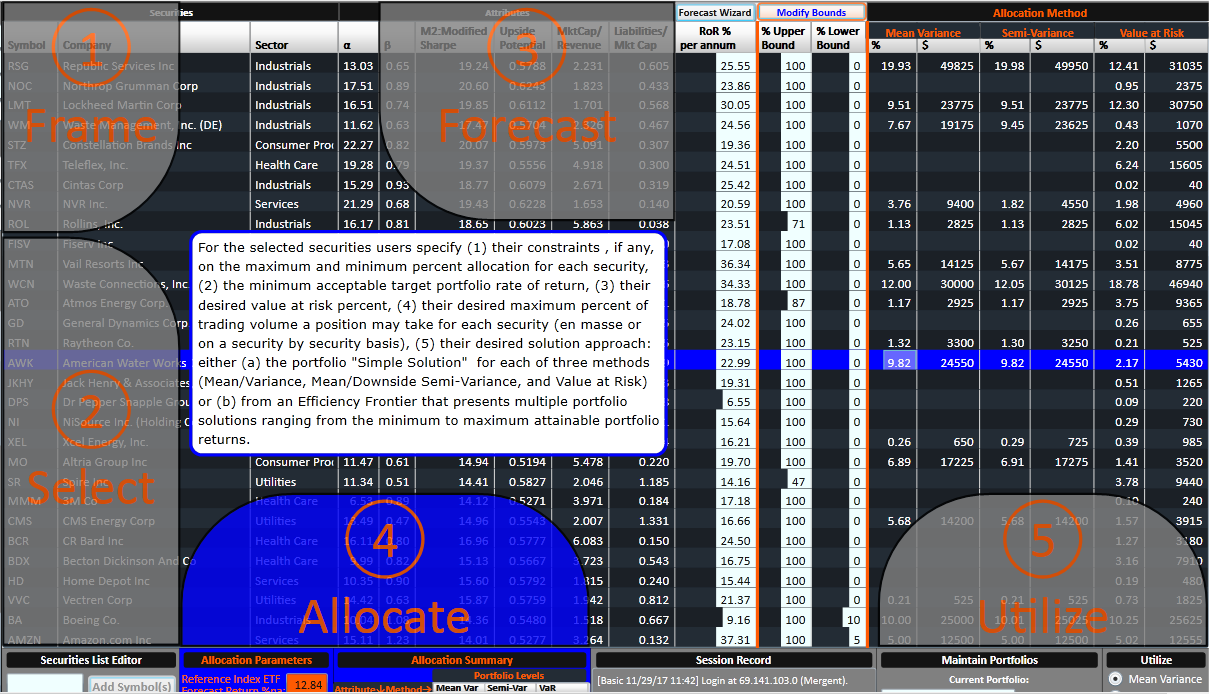 Securities Attributes Forecast Wizard Modify Bounds Allocation Method
Mean Variance Semi-Variance Value at Risk
Symbol Company Sector α β M2:Modified Sharpe Upside Potential MktCap/ Revenue Liabilities/ Mkt Cap RoR % per annum % Upper Bound % Lower Bound % $ % $ % $
RSG Republic Services Inc Industrials 13.03 0.65 19.24 0.5788 2.231 0.605 25.55 100 0 19.93 49825 19.98 49950 12.41 31035
NOC Northrop Grumman Corp Industrials 17.51 0.89 20.60 0.6243 1.823 0.433 23.86 100 0 0.95 2375
LMT Lockheed Martin Corp Industrials 16.51 0.74 19.85 0.6112 1.701 0.568 30.05 100 0 9.51 23775 9.51 23775 12.30 30750
WM Waste Management, Inc. (DE) Industrials 11.62 0.63 17.47 0.5704 2.326 0.467 24.56 100 0 7.67 19175 9.45 23625 0.43 1070
STZ Constellation Brands Inc Consumer Proc 22.27 0.82 20.07 0.5973 5.091 0.307 19.36 100 0 2.20 5500
TFX Teleflex, Inc. Health Care 19.28 0.79 19.37 0.5556 4.918 0.300 24.51 100 0 6.24 15605
CTAS Cintas Corp Industrials 15.29 0.93 18.77 0.6079 2.671 0.319 25.42 100 0 0.02 40
NVR NVR Inc. Services 21.29 0.68 19.43 0.6228 1.653 0.140 20.59 100 0 3.76 9400 1.82 4550 1.98 4960
ROL Rollins, Inc. Industrials 16.17 0.81 18.65 0.6023 5.863 0.038 23.51 71 0 1.13 2825 1.13 2825 6.02 15045
FISV Fiserv Inc 17.08 100 0 0.02 40
MTN Vail Resorts Inc 36.34 100 0 5.65 14125 5.67 14175 3.51 8775
WCN Waste Connections, Inc. 34.33 100 0 12.00 30000 12.05 30125 18.78 46940
ATO Atmos Energy Corp. 18.78 87 0 1.17 2925 1.17 2925 3.75 9365
GD General Dynamics Corp 24.02 100 0 0.26 655
RTN Raytheon Co. 23.15 100 0 1.32 3300 1.30 3250 0.21 525
AWK American Water Works 22.99 100 0 9.82 24550 9.82 24550 2.17 5430
JKHY Jack Henry & Associates 19.31 100 0 0.51 1265
DPS Dr Pepper Snapple Grou 6.55 100 0 0.09 220
NI NiSource Inc. (Holding C 15.64 100 0 0.29 730
XEL Xcel Energy, Inc. 16.21 100 0 0.26 650 0.29 725 0.39 985
MO Altria Group Inc Consumer Proc 11.47 0.61 14.94 0.5194 5.478 0.220 19.70 100 0 6.89 17225 6.91 17275 1.41 3520
SR Spire Inc Utilities 11.34 0.51 14.41 0.5827 2.046 1.185 14.16 47 0 3.78 9440
MMM 3M Co Health Care 6.53 0.89 14.12 0.5271 3.971 0.184 17.18 100 0 0.10 240
CMS CMS Energy Corp Utilities 13.49 0.47 14.96 0.5543 2.007 1.331 16.66 100 0 5.68 14200 5.68 14200 1.57 3915
BCR CR Bard Inc Health Care 16.11 0.80 16.96 0.5777 6.083 0.150 24.50 100 0 1.27 3180
BDX Becton Dickinson And Co Health Care 9.99 0.82 15.13 0.5667 3.723 0.543 16.75 100 0 3.16 7910
HD Home Depot Inc Services 10.35 0.90 15.60 0.5792 1.815 0.240 15.44 100 0 0.19 480
VVC Vectren Corp Utilities 14.42 0.63 15.87 0.5759 1.942 0.812 21.37 100 0 0.21 525 0.21 525 0.73 1825
BA Boeing Co. Industrials 10.04 1.08 14.36 0.5480 1.518 0.667 9.16 100 10 10.00 25000 10.01 25025 10.25 25625
AMZN Amazon.com Inc Services 15.11 1.23 14.01 0.5277 3.264 0.132 37.31 100 5 5.00 12500 5.00 12500 5.02 12555
1
Frame
3
Forecast
2
Select
4
Allocate
5
Utilize
For the selected securities users specify (1) their constraints , if any,
on the maximum and minimum percent allocation for each security,
(2) the minimum acceptable target portfolio rate of return, (3) their
desired value at risk percent, (4) their desired maximum percent of
trading volume a position may take for each security (en masse or
on a security by security basis), (5) their desired solution approach:
either (a) the portfolio "Simple Solution" for each of three methods
(Mean/Variance, Mean/Downside Semi-Variance, and Value at Risk)
or (b) from an Efficiency Frontier that presents multiple portfolio
solutions ranging from the minimum to maximum attainable portfolio
returns.
Securities List Editor Allocation Parameters Allocation Summary Session Record Maintain Portfolios Utilize
Add Symbol(s) Reference Index ETF Forecast Return %/pa: 12.84 Portfolio Levels
Attribute↓Method→ Mean Var Semi-Var VaR
[Basic 11/29/17 11:42] Login at 69.141.103.0 (Mergent).
Current Portfolio: Mean Variance